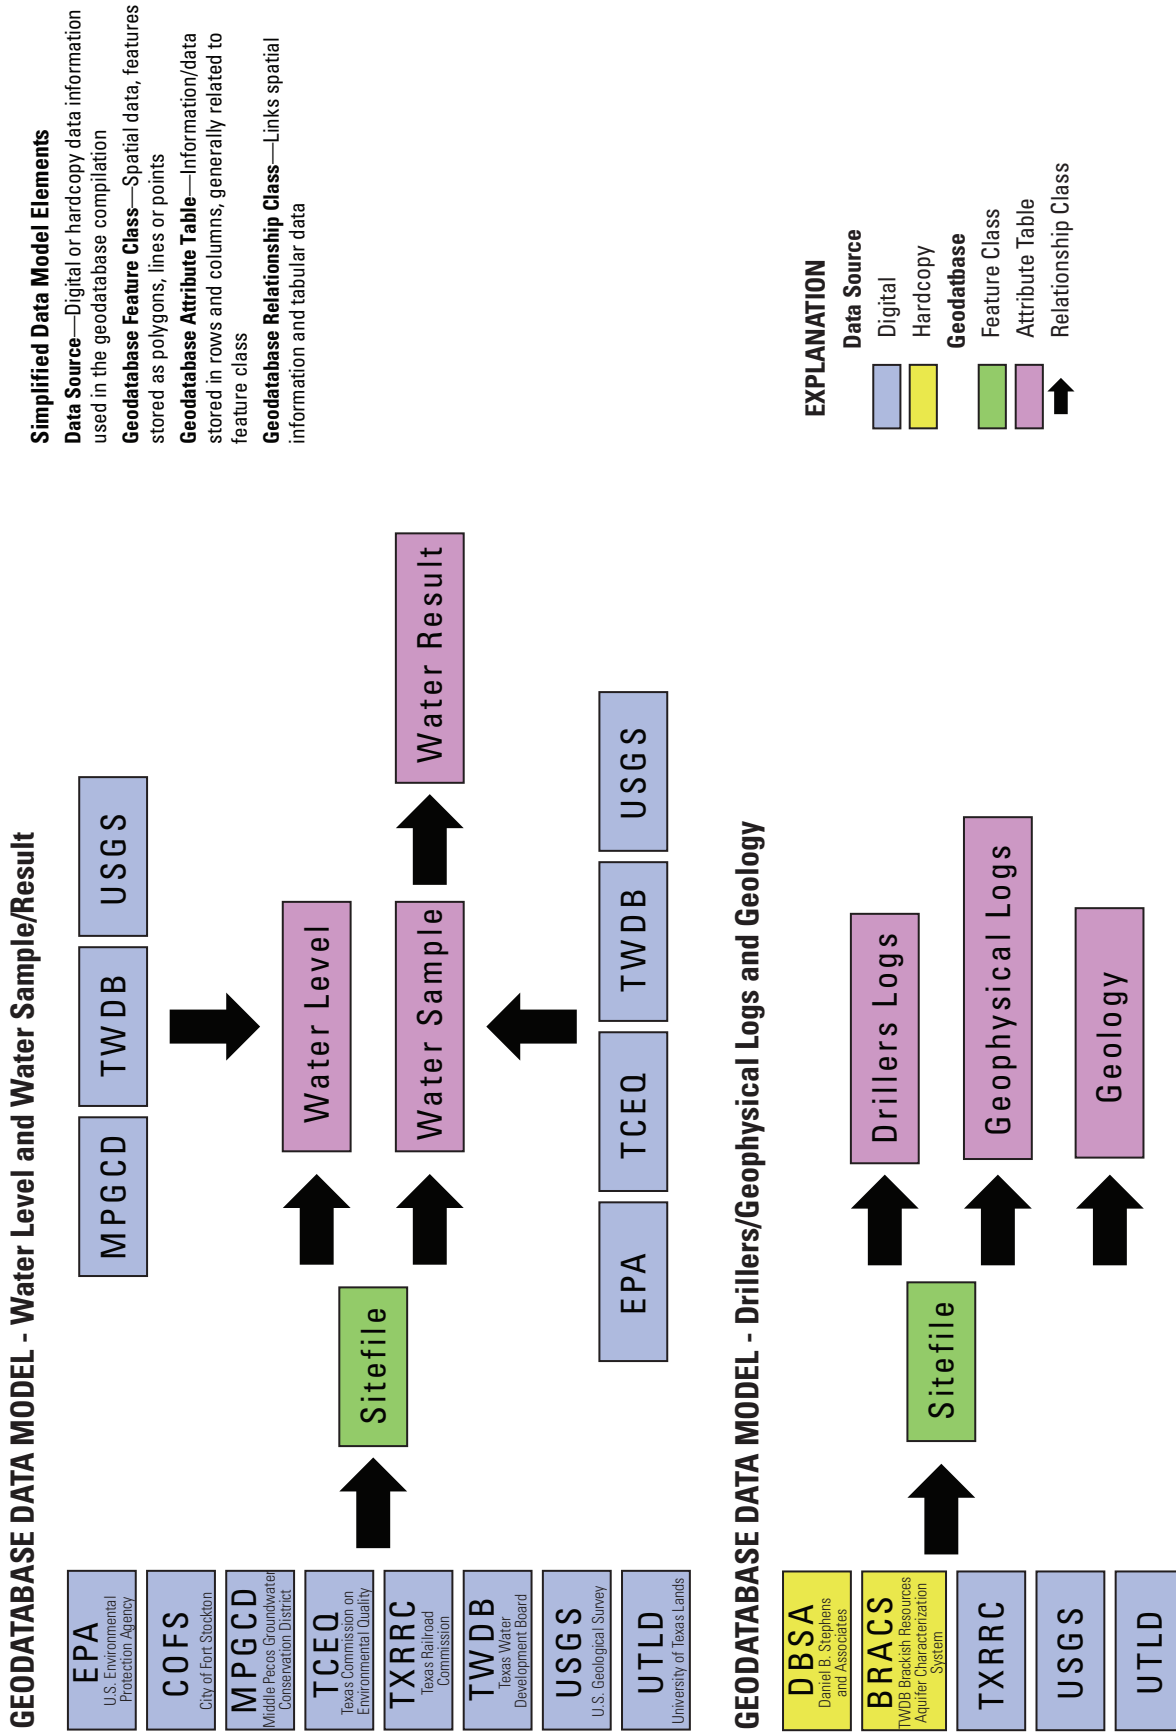 GEODATABASE DATA MODEL - Water Level and Water Sample/Result
EPA
U.S. Environmental
Protection Agency
COFS
City of Fort Stockton
MPGCD
Middle Pecos Groundwater
Conservation District
TCEQ
Texas Commission on
Environmental Quality
TXRRC
Texas Railroad
Commission
TWDB
Texas Water
Development Board
USGS
U.S. Geological Survey
UTLD
University of Texas Lands
Sitefile
MPGCD
TWDB
USGS
Water Level
Water Sample
Water Result
EPA
TCEQ
TWDB
USGS
Simplified Data Model Elements
Data Source—Digital or hardcopy data information
used in the geodatabase compilation
Geodatabase Feature Class—Spatial data, features
stored as polygons, lines or points
Geodatabase Attribute Table—Information/data
stored in rows and columns, generally related to
feature class
Geodatabase Relationship Class—Links spatial
information and tabular data
GEODATABASE DATA MODEL - Drillers/Geophysical Logs and Geology
DBSA
Daniel B. Stephens
and Associates
BRACS
TWDB Brackish Resources
Aquifer Characterization
System
TXRRC
USGS
UTLD
Sitefile
Drillers Logs
Geophysical Logs
Geology
EXPLANATION
Data Source
Digital
Hardcopy
Geodatbase
Feature Class
Attribute Table
Relationship Class